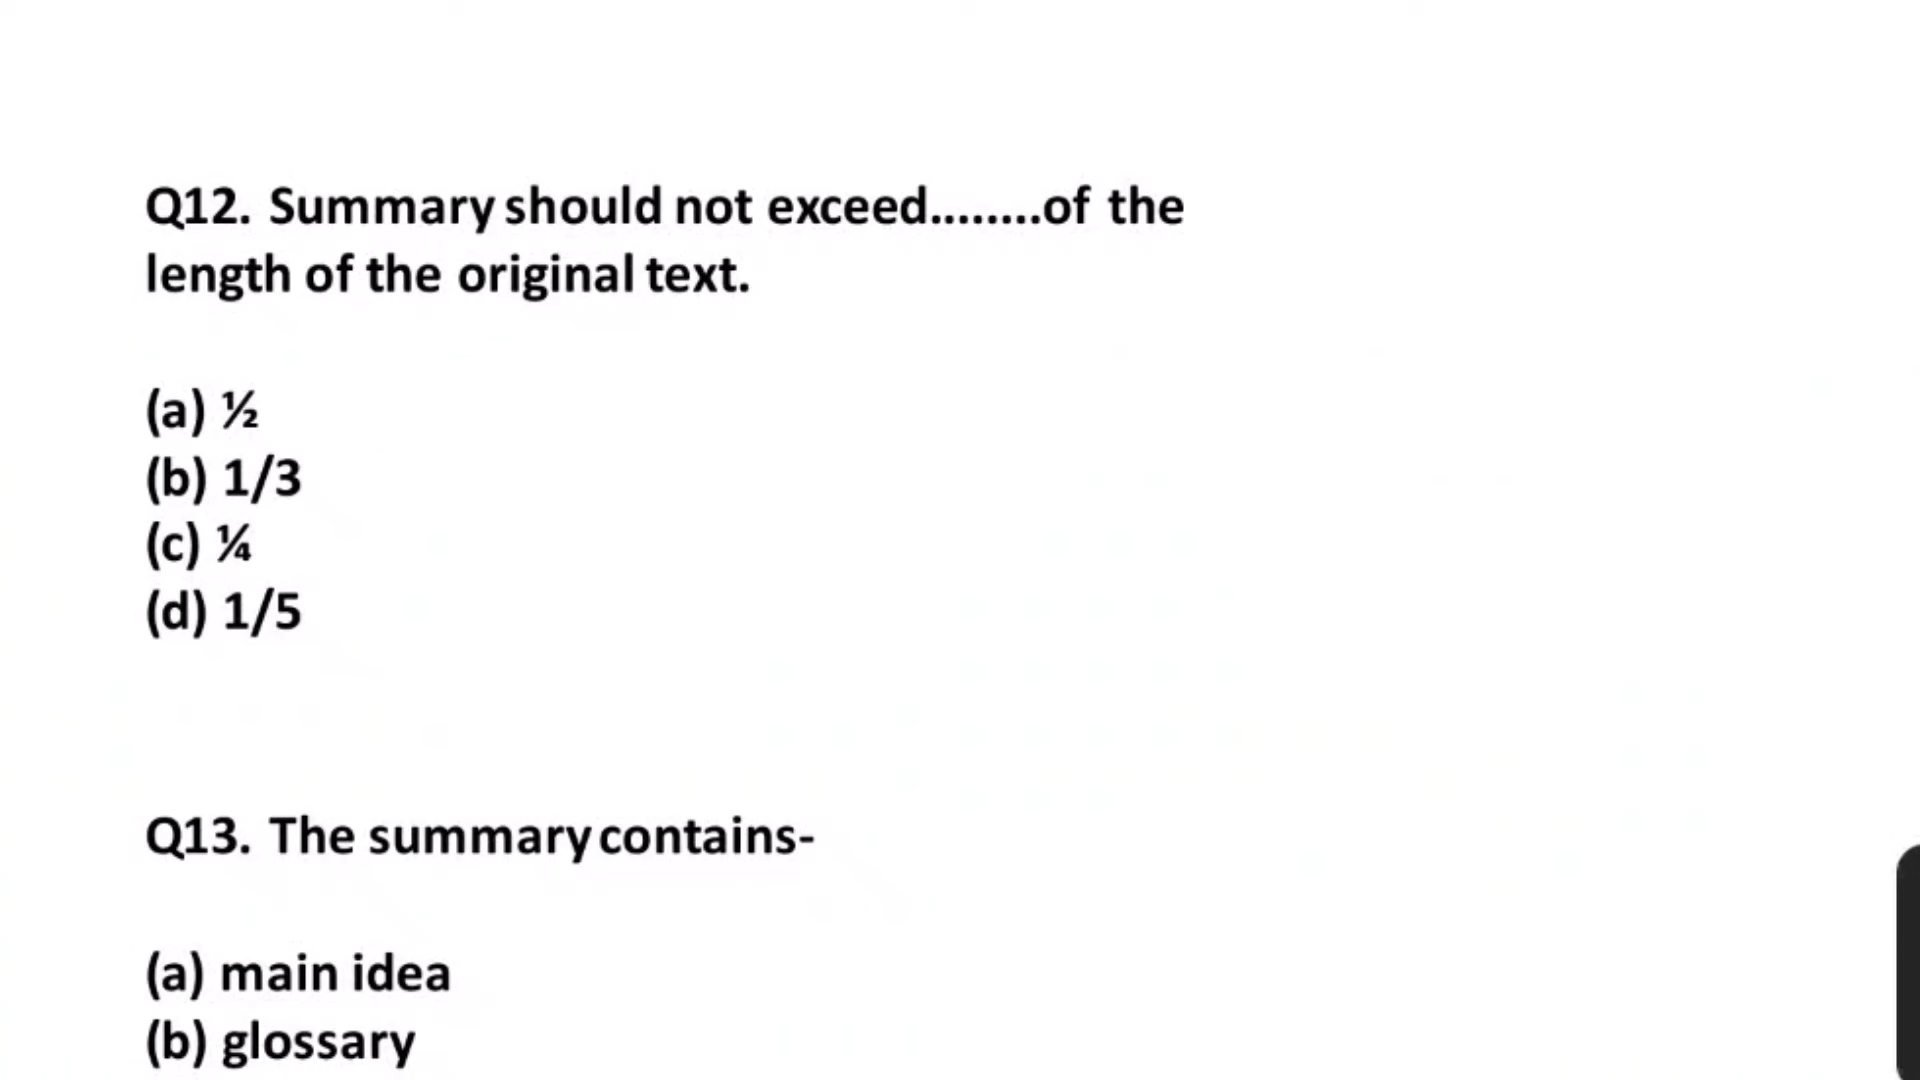 Q12. Summary should not exceed........of the
length of the original text.
(a) ½
(b) 1/3
(c) ¼
(d) 1/5
Q13. The summary contains-
(a) main idea
(b) glossary